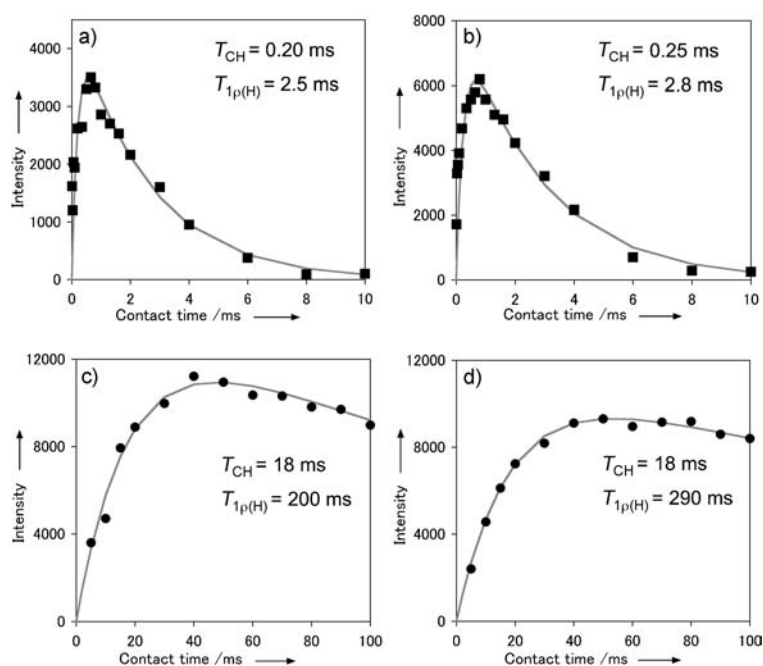 a)
T_CH = 0.20 ms
T_1ρ(H) = 2.5 ms
4000
3000
2000
1000
0
Intensity
0 2 4 6 8 10
Contact time /ms
b)
T_CH = 0.25 ms
T_1ρ(H) = 2.8 ms
8000
6000
4000
2000
0
Intensity
0 2 4 6 8 10
Contact time /ms
c)
T_CH = 18 ms
T_1ρ(H) = 200 ms
12000
8000
4000
0
Intensity
0 20 40 60 80 100
Contact time /ms
d)
T_CH = 18 ms
T_1ρ(H) = 290 ms
12000
8000
4000
0
Intensity
0 20 40 60 80 100
Contact time /ms